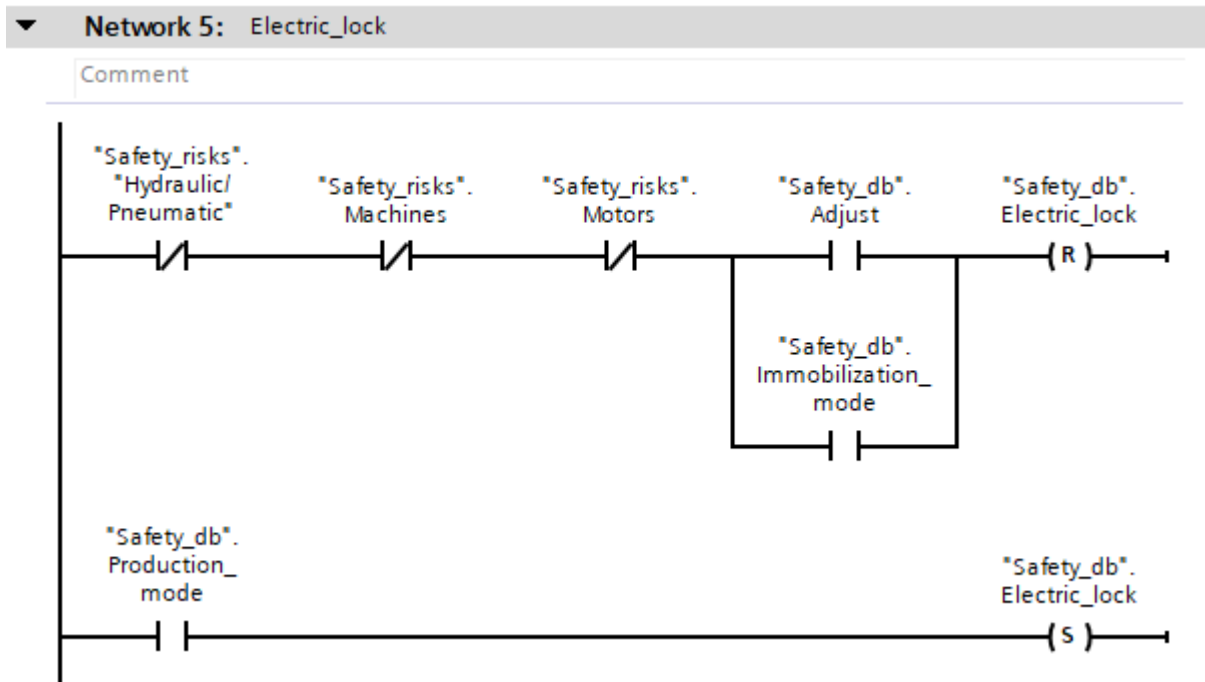 Network 5: Electric_lock
Comment
"Safety_risks".
"Hydraulic/
Pneumatic"
"Safety_risks".
Machines
"Safety_risks".
Motors
"Safety_db".
Adjust
"Safety_db".
Electric_lock
R
"Safety_db".
Immobilization_
mode
"Safety_db".
Production_
mode
"Safety_db".
Electric_lock
S